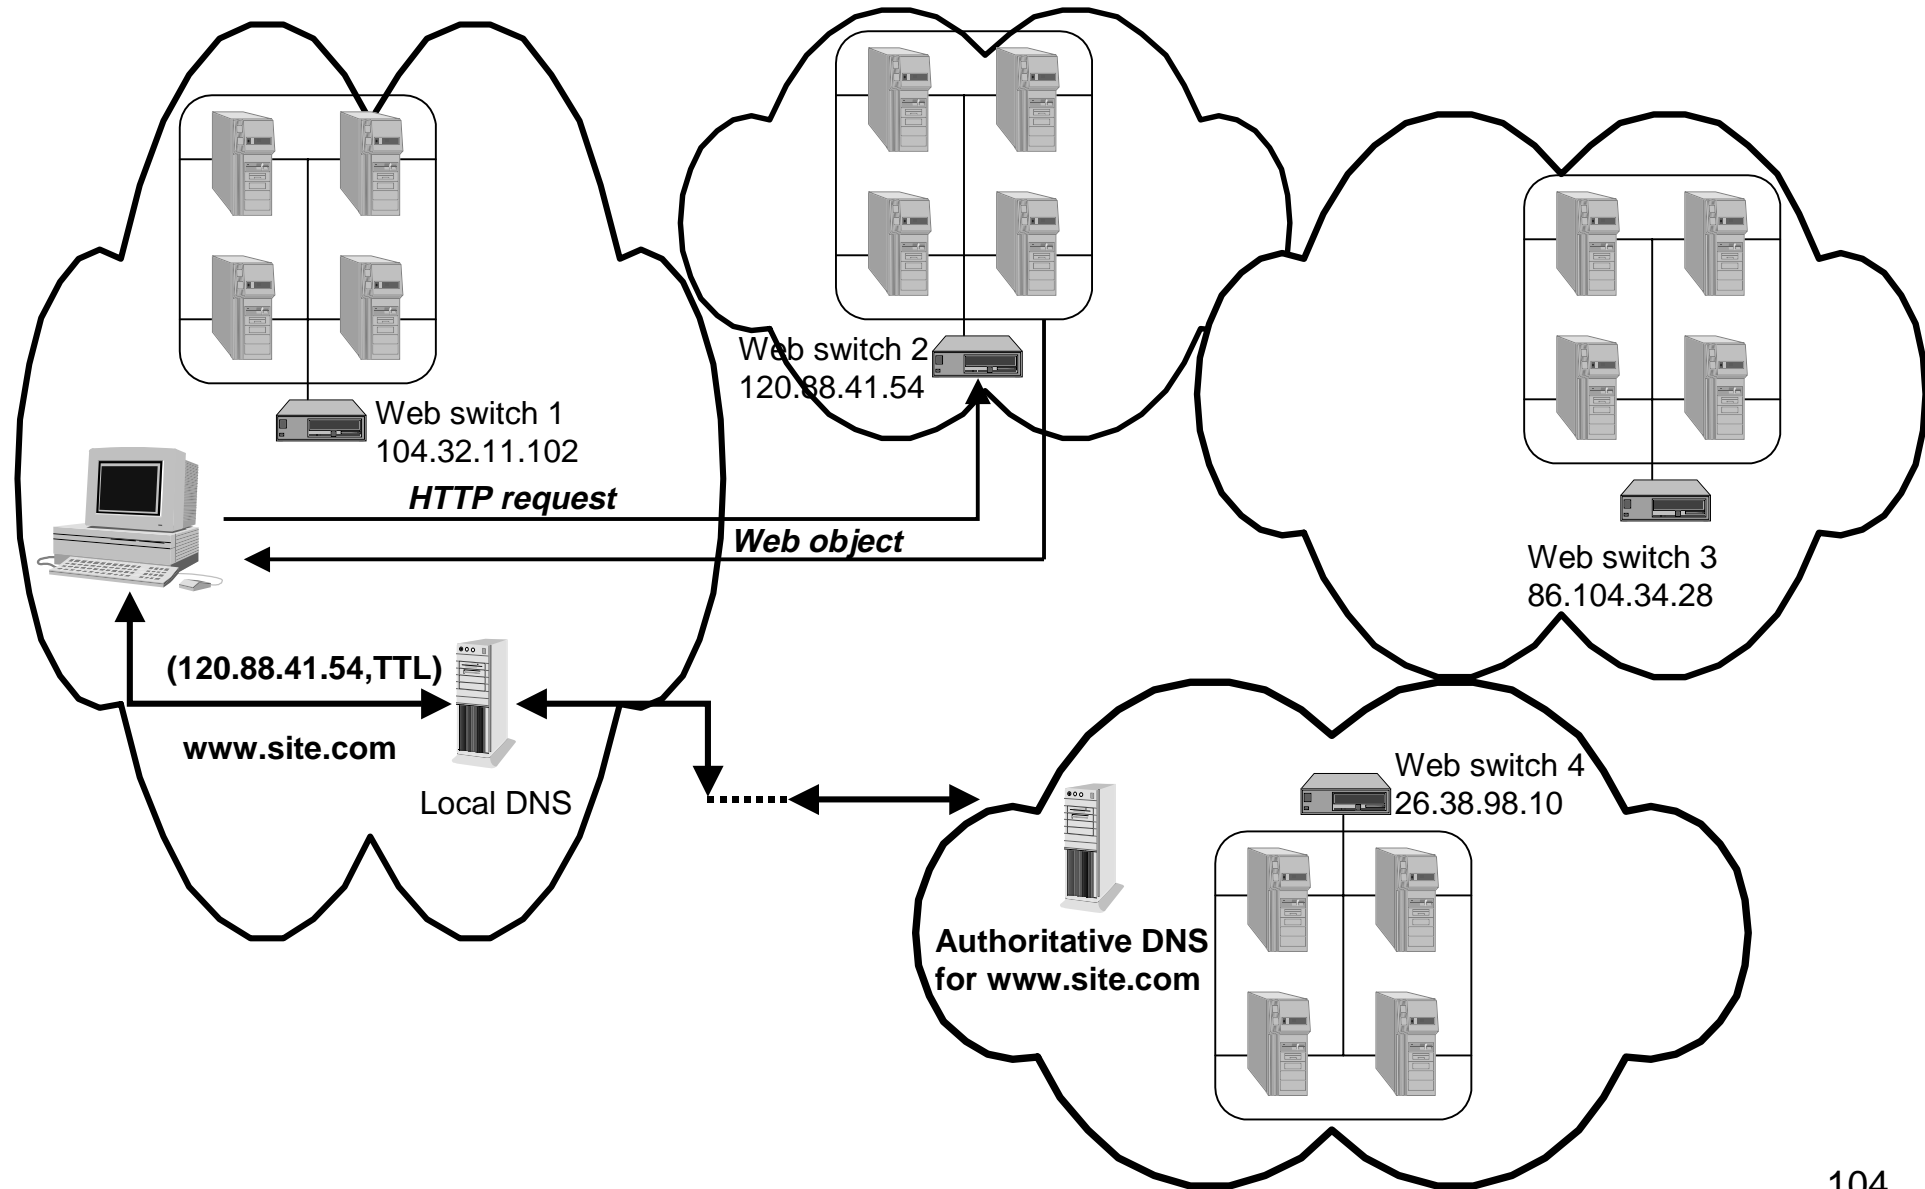 Web switch 2
120.88.41.54
Web switch 1
104.32.11.102
HTTP request
Web object
Web switch 3
86.104.34.28
(120.88.41.54,TTL)
www.site.com
Local DNS
Web switch 4
26.38.98.10
Authoritative DNS
for www.site.com
104